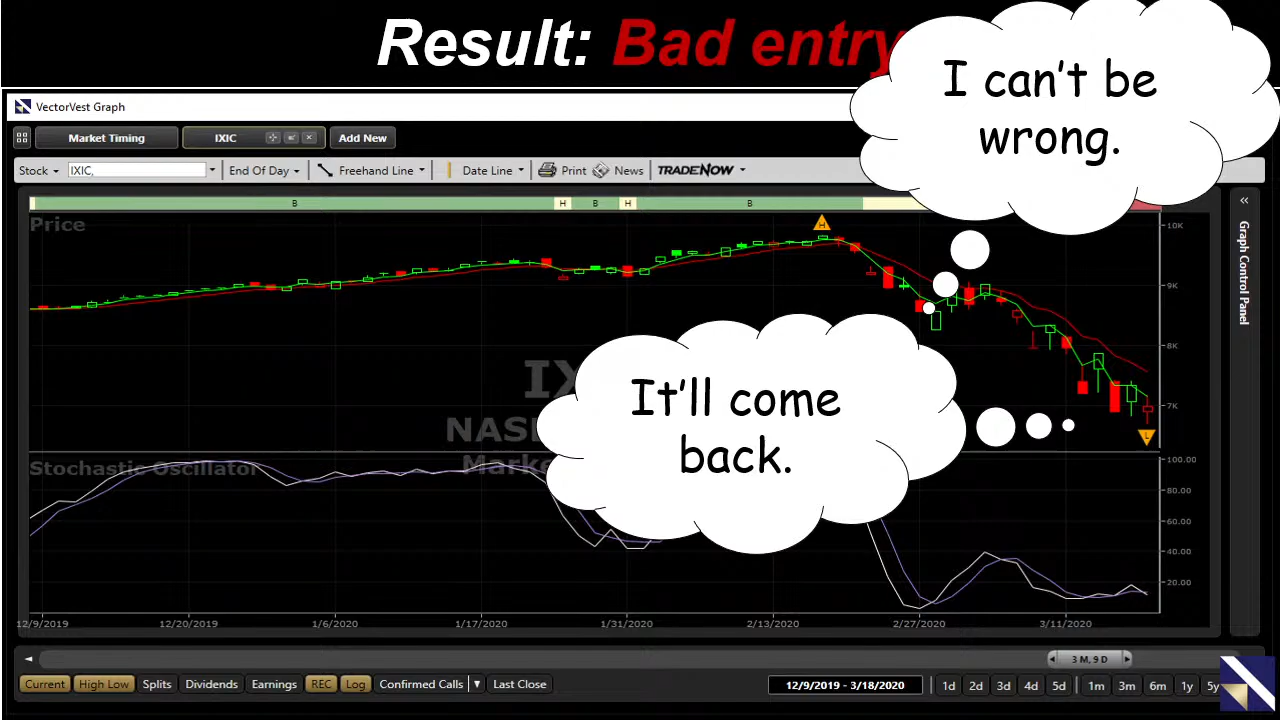 Result: Bad entry
I can't be
wrong.
VectorVest Graph
Market Timing IXIC Add New
Stock IXIC, End Of Day Freehand Line Date Line Print News TRADENOW
B H B H B
Price
H
10K
9K
8K
7K
L
Graph Control Panel
It'll come
back.
Stochastic Oscillator
100.00
80.00
60.00
40.00
20.00
12/9/2019 12/20/2019 1/6/2020 1/17/2020 1/31/2020 2/13/2020 2/27/2020 3/11/2020
3 M, 9 D
Current High Low Splits Dividends Earnings REC Log Confirmed Calls Last Close 12/9/2019 - 3/18/2020 1d 2d 3d 4d 5d 1m 3m 6m 1y 5y